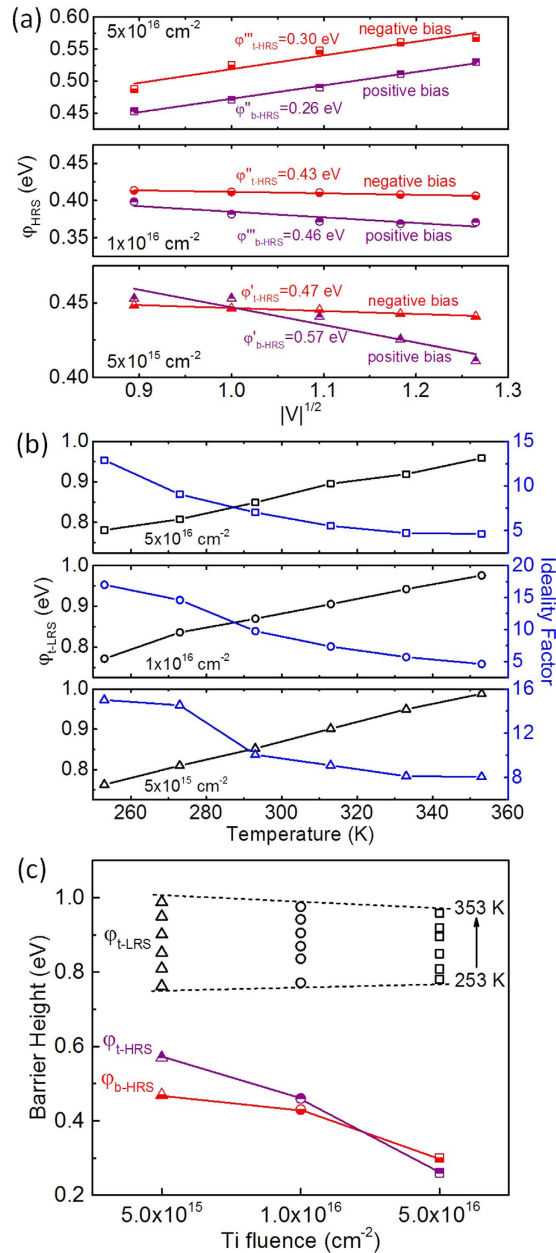 (a)
5x10^16 cm^-2
φ'''t-HRS=0.30 eV
negative bias
φ''b-HRS=0.26 eV
positive bias
0.60
0.55
0.50
0.45
φHRS (eV)
φ''t-HRS=0.43 eV
negative bias
φ'''b-HRS=0.46 eV
positive bias
1x10^16 cm^-2
0.45
0.40
0.35
φ't-HRS=0.47 eV
negative bias
φ'b-HRS=0.57 eV
positive bias
5x10^15 cm^-2
0.45
0.40
0.9 1.0 1.1 1.2 1.3
|V|^1/2
(b)
1.0
0.9
0.8
15
10
5
5x10^16 cm^-2
φt-LRS (eV)
1.0
0.9
0.8
20
15
10
5
Ideality Factor
1x10^16 cm^-2
1.0
0.9
0.8
16
12
8
5x10^15 cm^-2
260 280 300 320 340 360
Temperature (K)
(c)
Barrier Height (eV)
1.0
0.8
0.6
0.4
0.2
φt-LRS
353 K
253 K
φt-HRS
φb-HRS
5.0x10^15 1.0x10^16 5.0x10^16
Ti fluence (cm^-2)